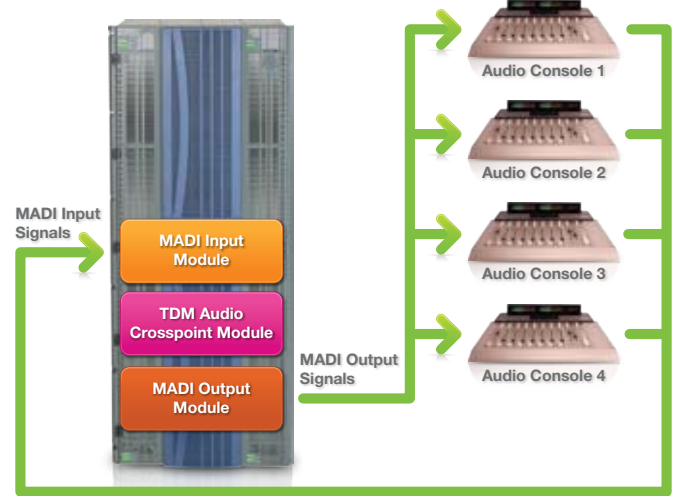 Audio Console 1
Audio Console 2
MADI Input
Signals
MADI Input
Module
Audio Console 3
TDM Audio
Crosspoint Module
MADI Output
Signals
Audio Console 4
MADI Output
Module